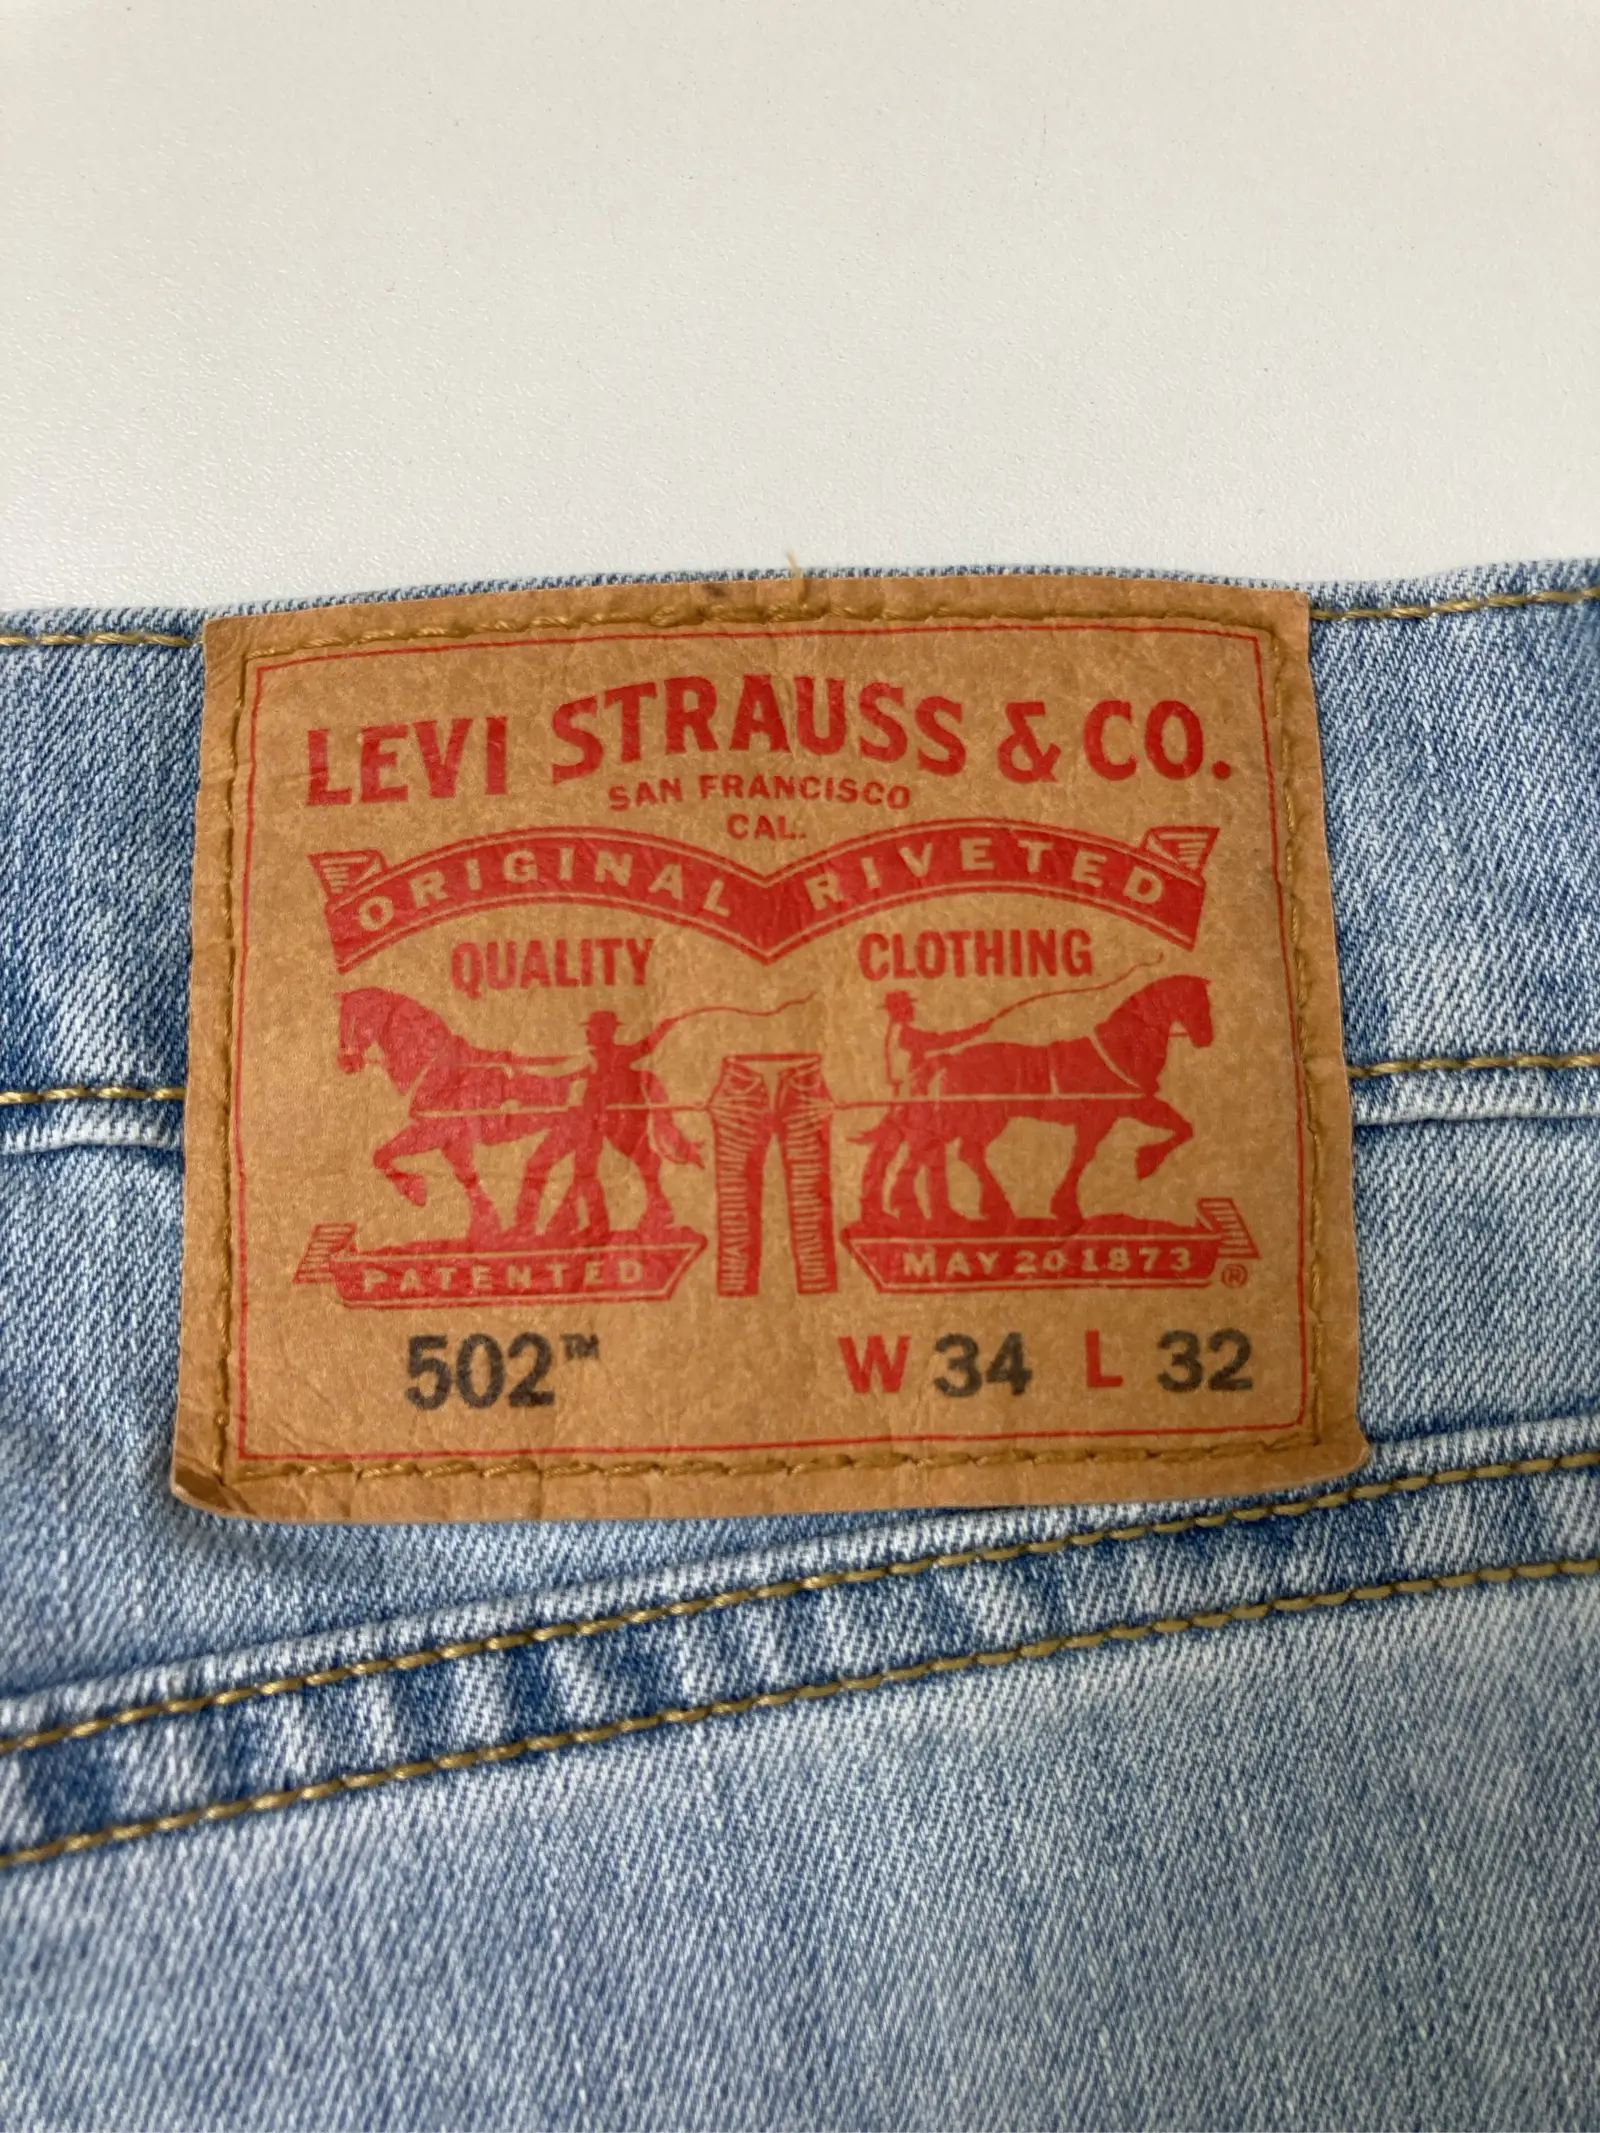 LEVI STRAUSS & CO.
SAN FRANCISCO
CAL.
ORIGINAL RIVETED
QUALITY CLOTHING
PATENTED MAY 20 1873 ®
502™ W 34 L 32